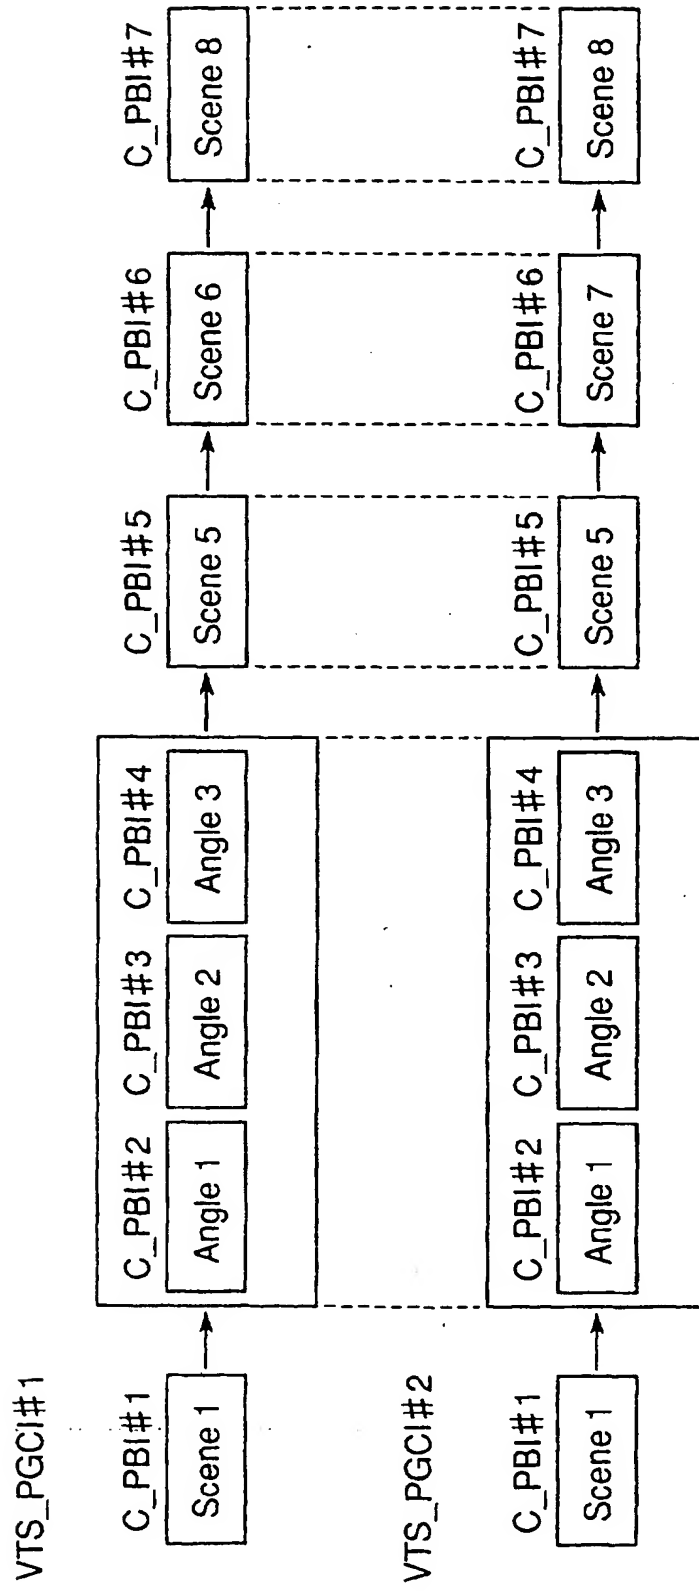 VTS_PGCI#1
C_PBI#1 C_PBI#2 C_PBI#3 C_PBI#4 C_PBI#5 C_PBI#6 C_PBI#7
Scene 1 Angle 1 Angle 2 Angle 3 Scene 5 Scene 6 Scene 8
VTS_PGCI#2
C_PBI#1 C_PBI#2 C_PBI#3 C_PBI#4 C_PBI#5 C_PBI#6 C_PBI#7
Scene 1 Angle 1 Angle 2 Angle 3 Scene 5 Scene 7 Scene 8